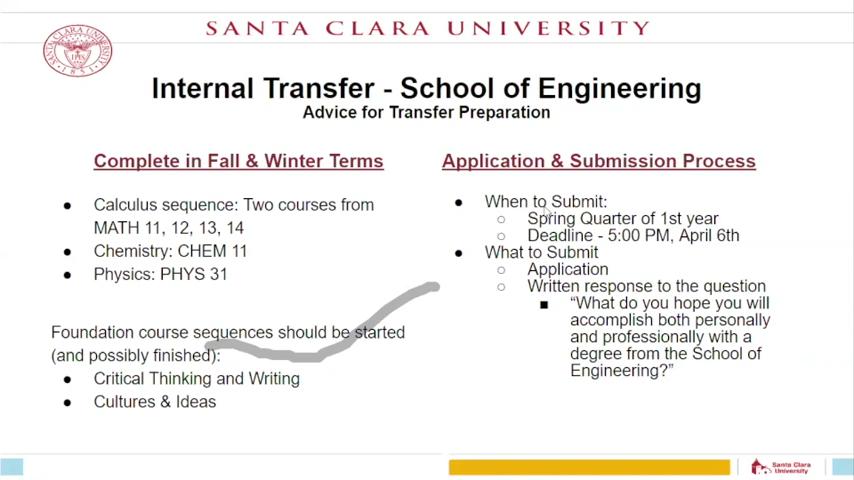 SANTA CLARA UNIVERSITY
SANTA CLARA UNIVERSITY
1851
Internal Transfer - School of Engineering
Advice for Transfer Preparation
Complete in Fall & Winter Terms
● Calculus sequence: Two courses from
MATH 11, 12, 13, 14
● Chemistry: CHEM 11
● Physics: PHYS 31
Foundation course sequences should be started
(and possibly finished):
● Critical Thinking and Writing
● Cultures & Ideas
Application & Submission Process
● When to Submit:
○ Spring Quarter of 1st year
○ Deadline - 5:00 PM, April 6th
● What to Submit
○ Application
○ Written response to the question
■ “What do you hope you will
accomplish both personally
and professionally with a
degree from the School of
Engineering?”
Santa Clara
University